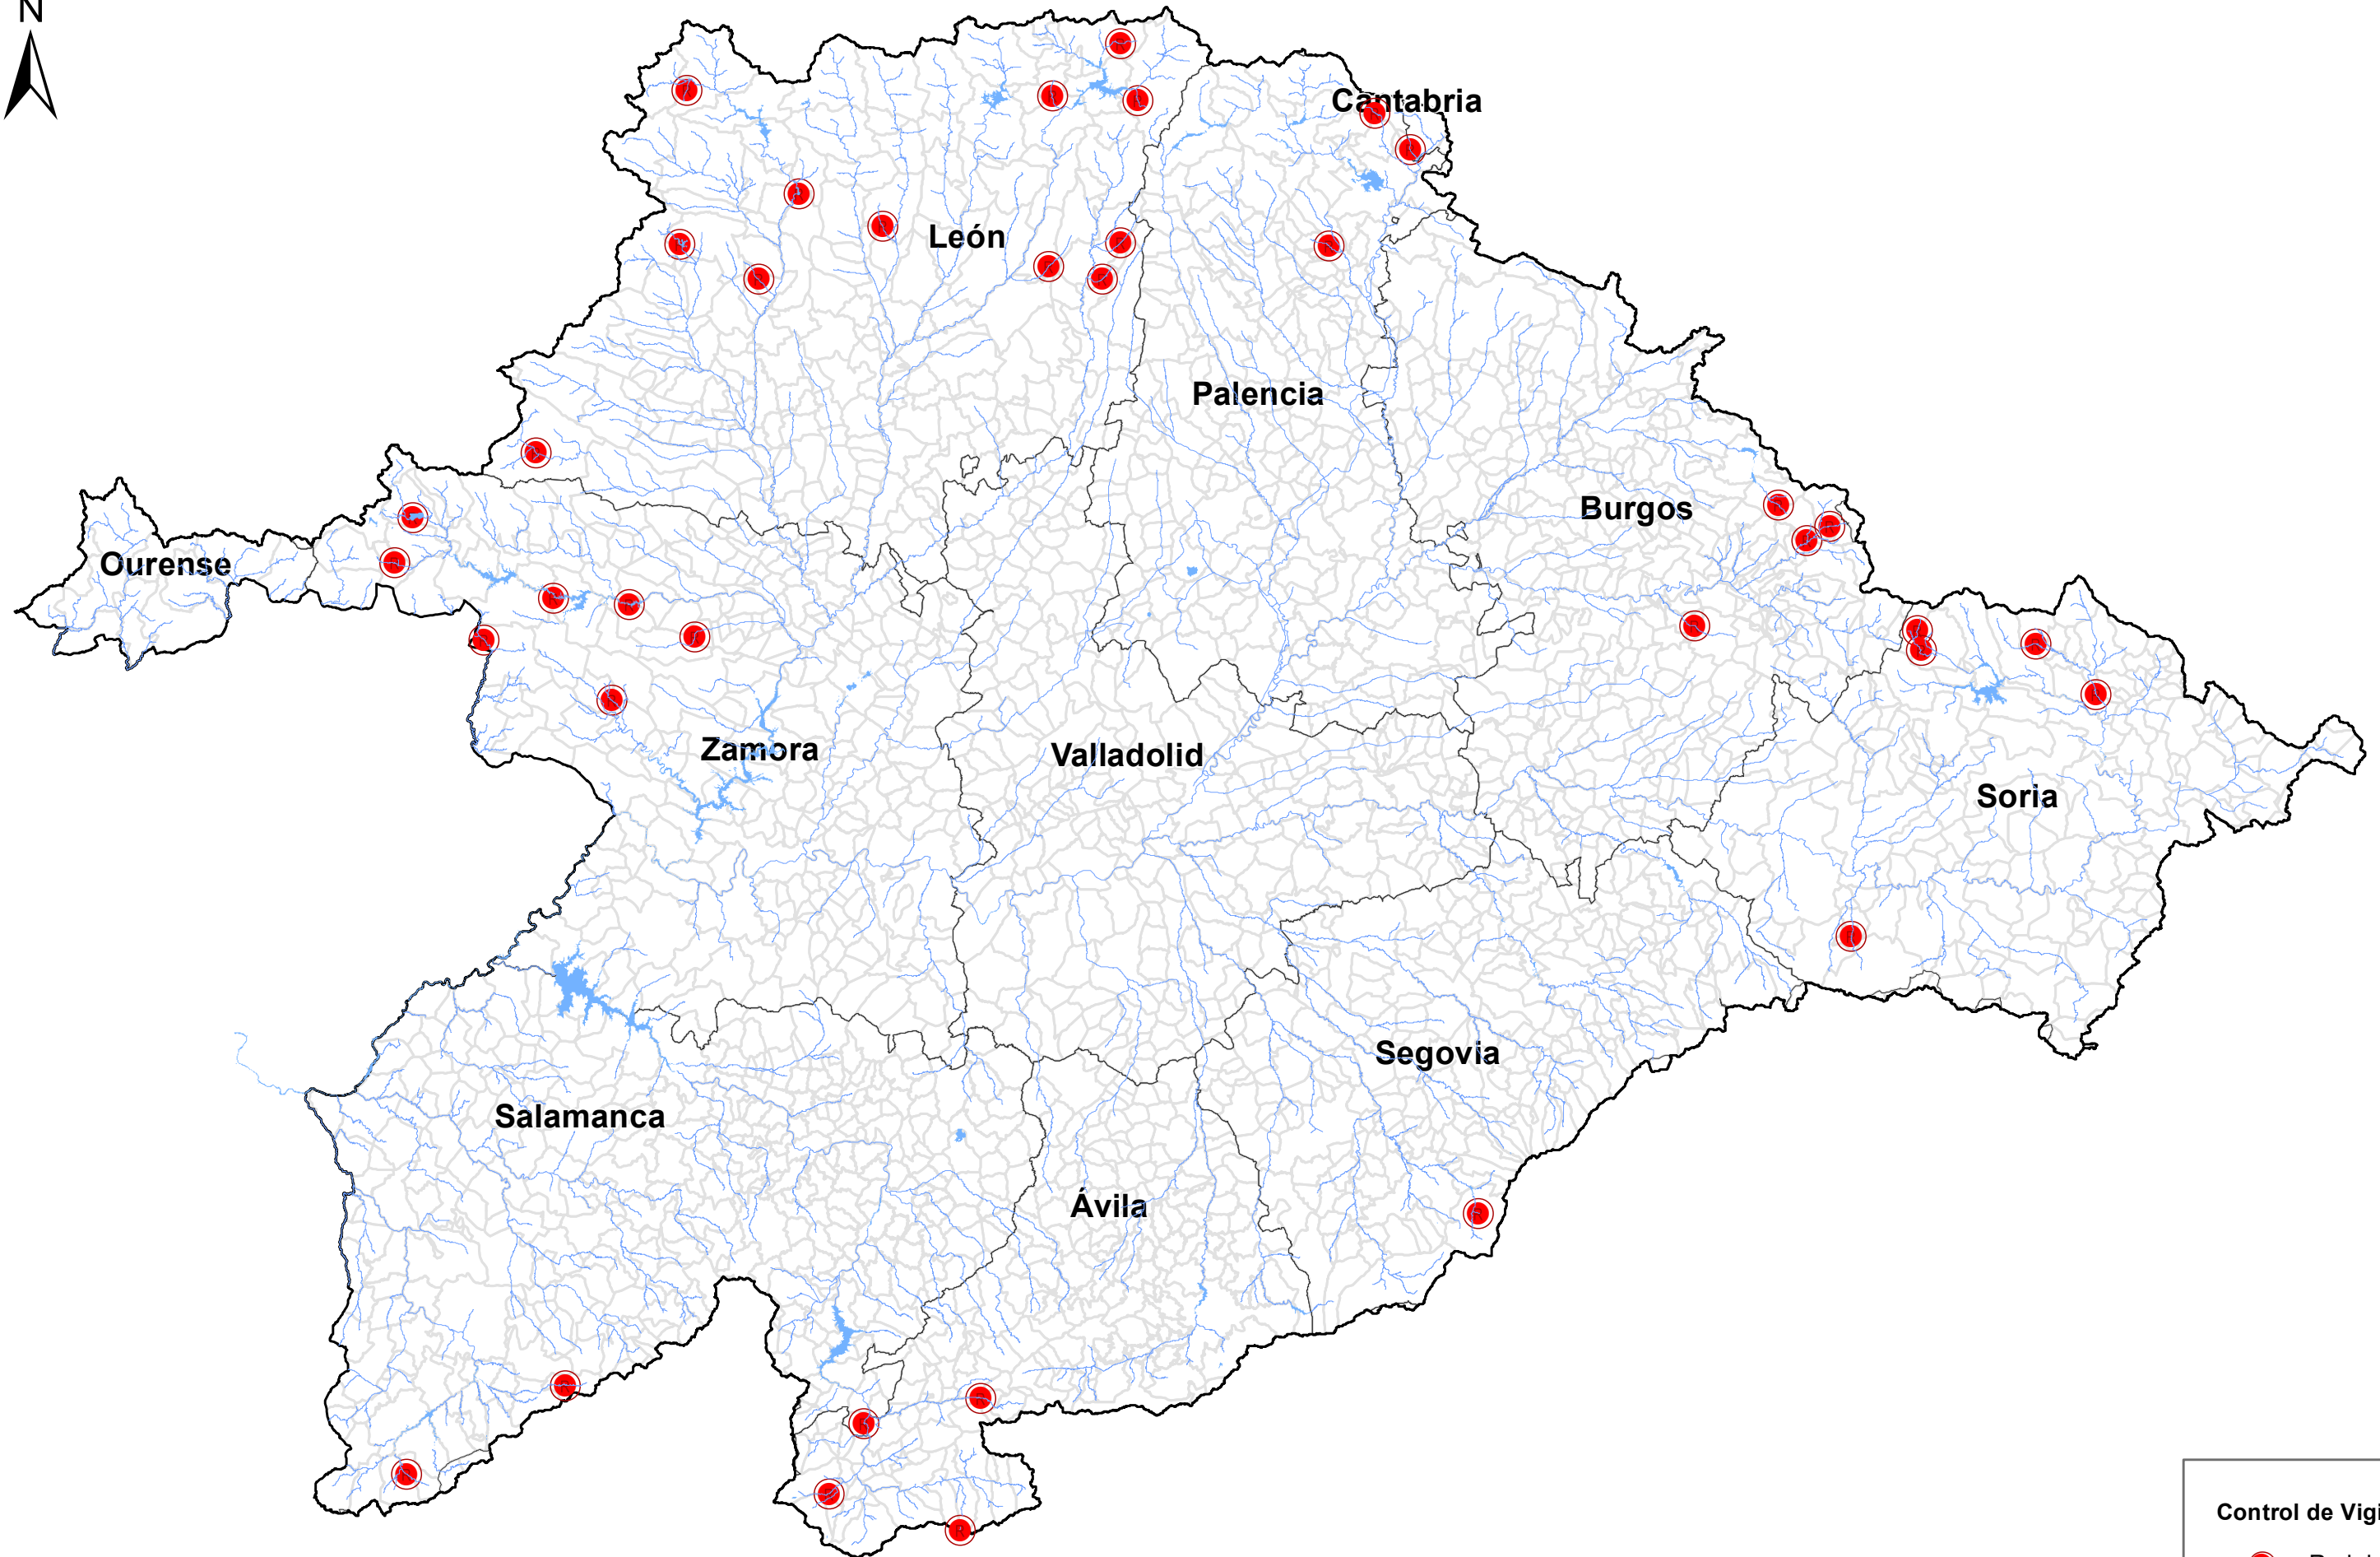 N
Cantabria
León
Palencia
Burgos
Ourense
Zamora
Valladolid
Soria
Segovia
Salamanca
Ávila
Control de Vigi